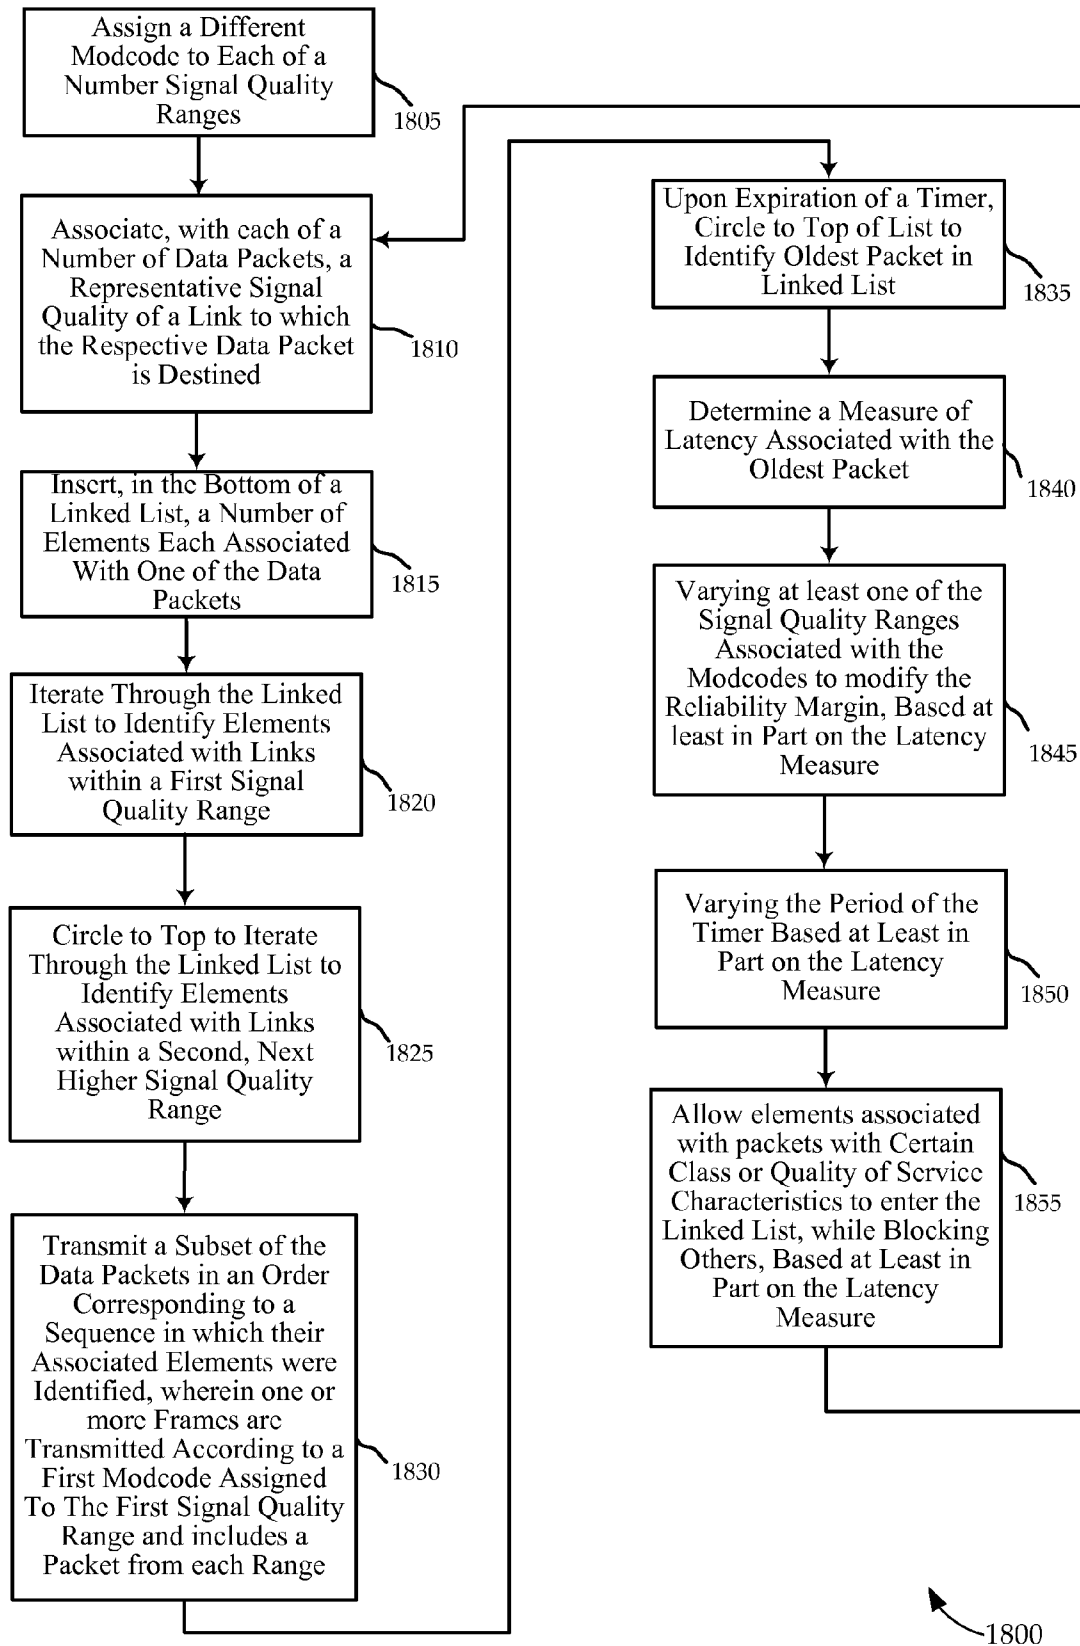 Assign a Different
Modcode to Each of a
Number Signal Quality
Ranges
1805
Associate, with each of a
Number of Data Packets, a
Representative Signal
Quality of a Link to which
the Respective Data Packet
is Destined
1810
Insert, in the Bottom of a
Linked List, a Number of
Elements Each Associated
With One of the Data
Packets
1815
Iterate Through the Linked
List to Identify Elements
Associated with Links
within a First Signal
Quality Range
1820
Circle to Top to Iterate
Through the Linked List to
Identify Elements
Associated with Links
within a Second, Next
Higher Signal Quality
Range
1825
Transmit a Subset of the
Data Packets in an Order
Corresponding to a
Sequence in which their
Associated Elements were
Identified, wherein one or
more Frames are
Transmitted According to a
First Modcode Assigned
To The First Signal Quality
Range and includes a
Packet from each Range
1830
Upon Expiration of a Timer,
Circle to Top of List to
Identify Oldest Packet in
Linked List
1835
Determine a Measure of
Latency Associated with the
Oldest Packet
1840
Varying at least one of the
Signal Quality Ranges
Associated with the
Modcodes to modify the
Reliability Margin, Based at
least in Part on the Latency
Measure
1845
Varying the Period of the
Timer Based at Least in
Part on the Latency
Measure
1850
Allow elements associated
with packets with Certain
Class or Quality of Service
Characteristics to enter the
Linked List, while Blocking
Others, Based at Least in
Part on the Latency
Measure
1855
1800